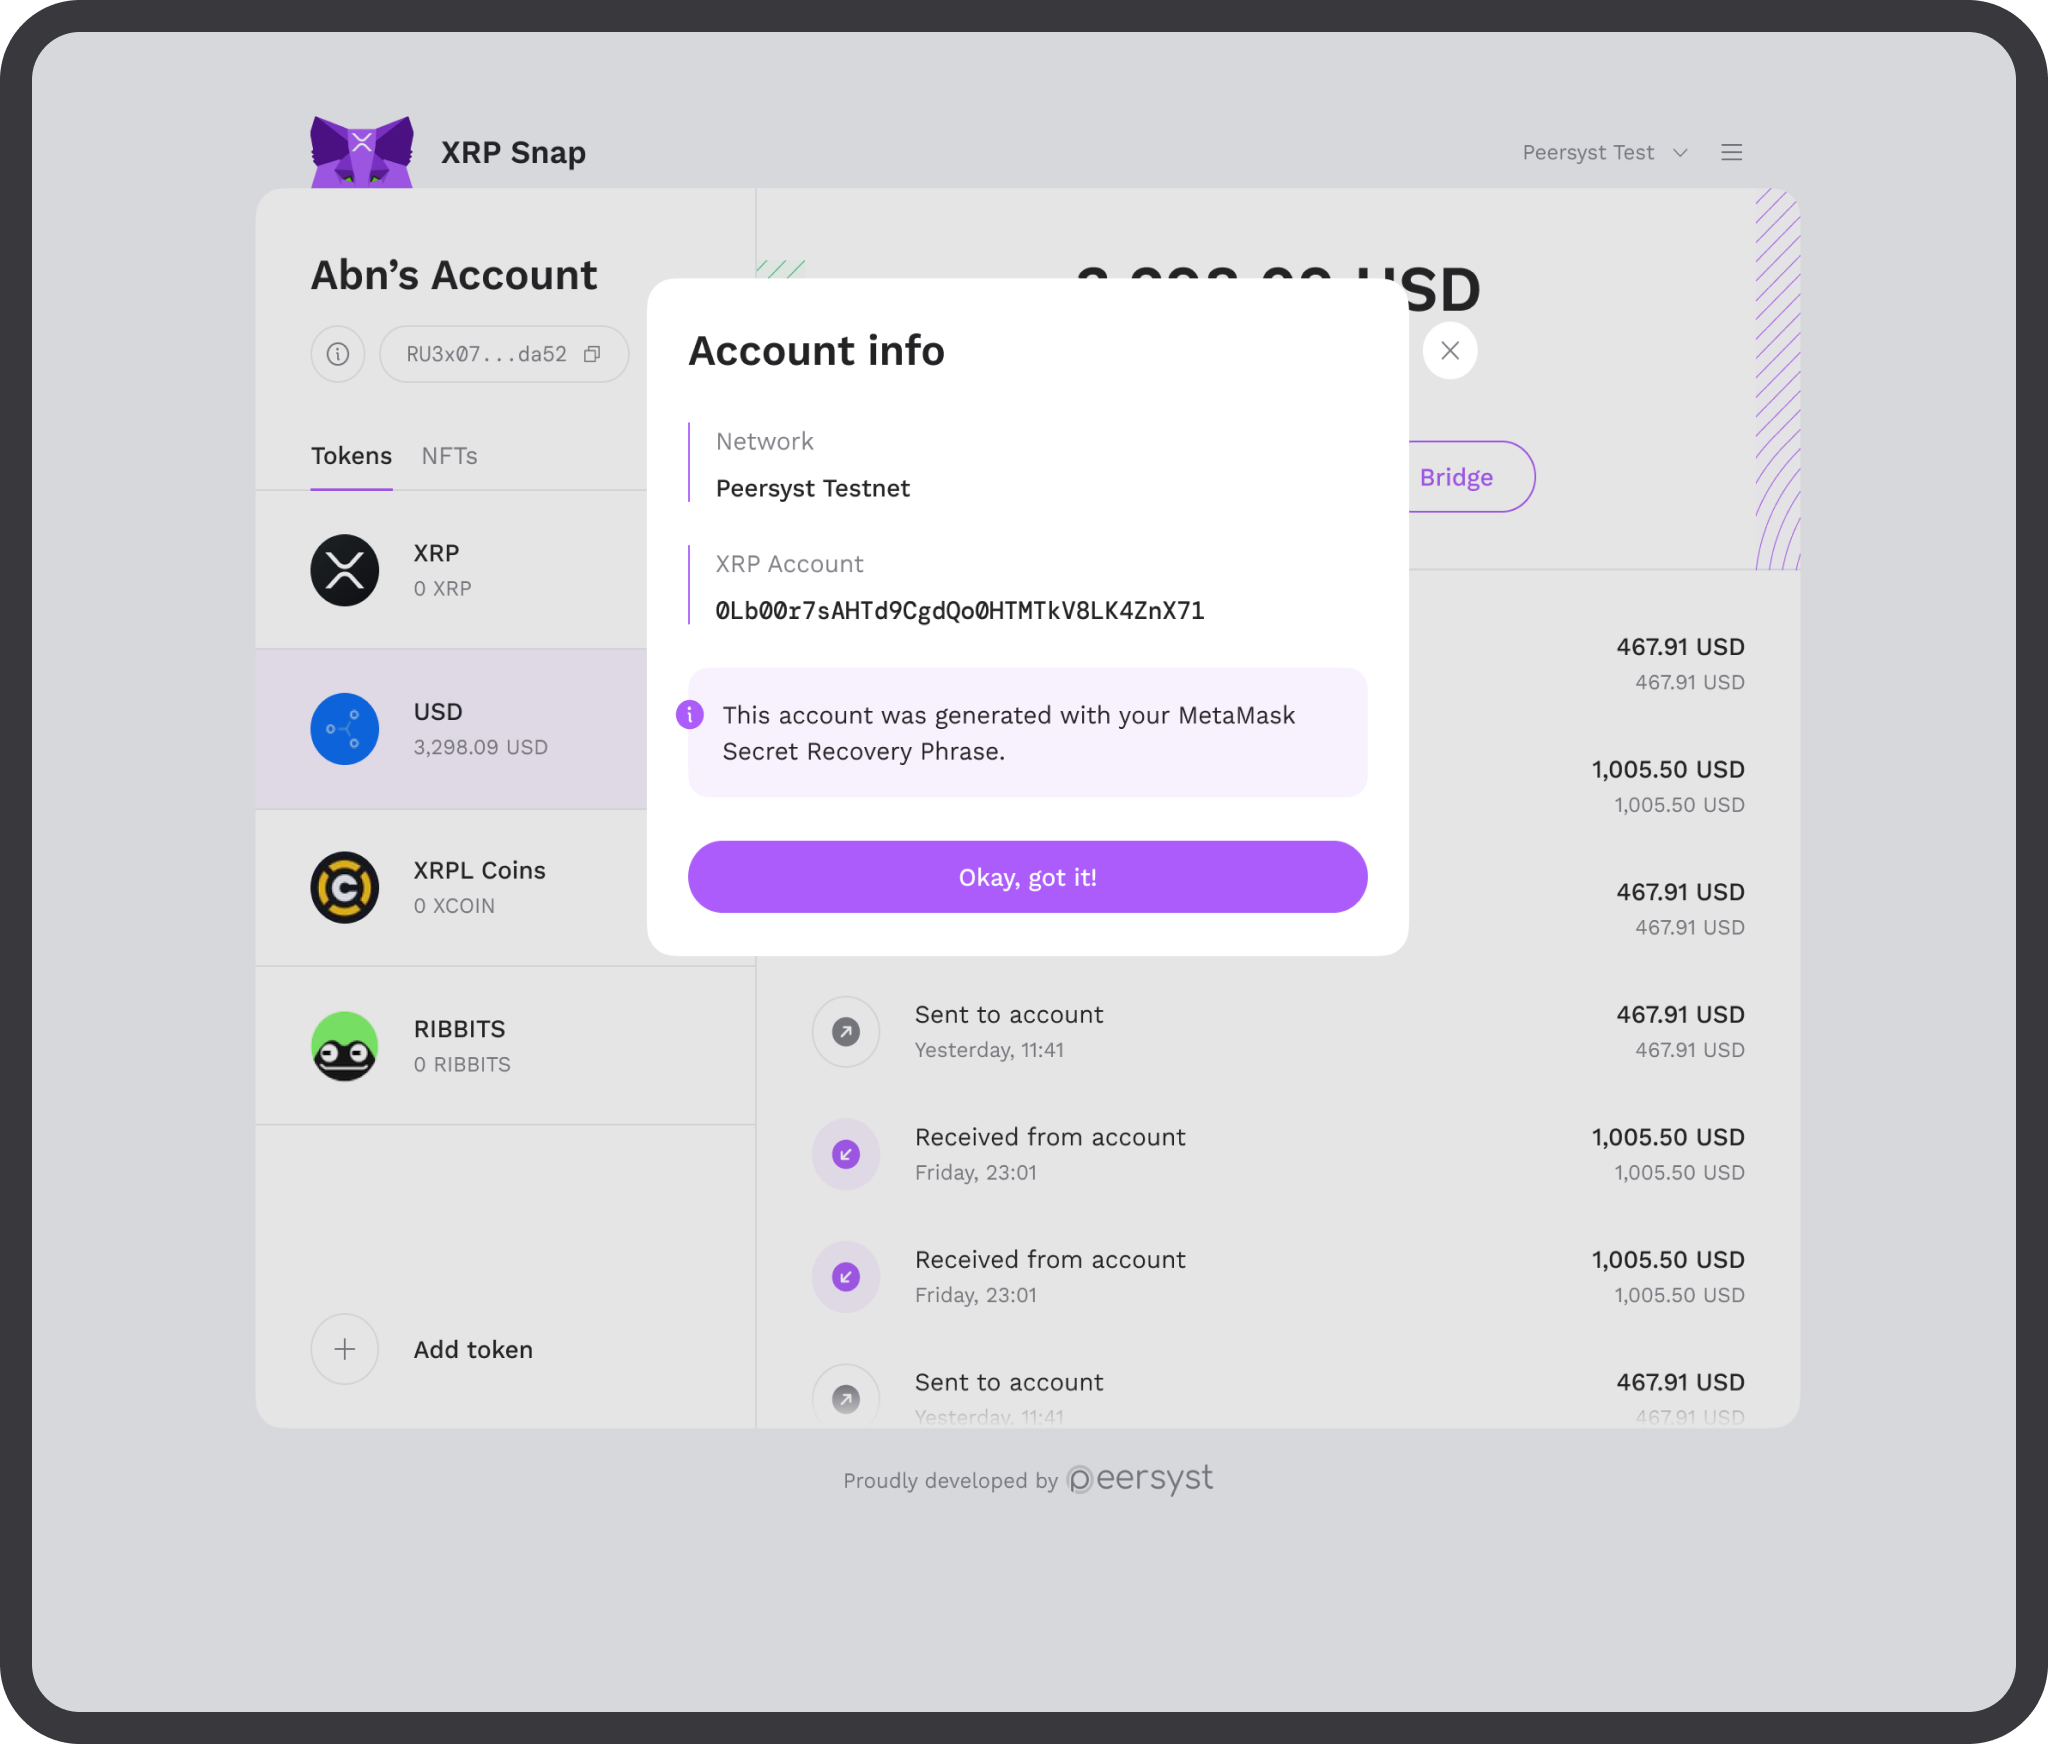 XRP Snap
Peersyst Test
Abn’s Account
RU3x07...da52
Tokens
NFTs
XRP
0 XRP
USD
3,298.09 USD
XRPL Coins
0 XCOIN
RIBBITS
0 RIBBITS
Add token
USD
Account info
Network
Peersyst Testnet
XRP Account
0Lb00r7sAHTd9CgdQo0HTMTkV8LK4ZnX71
This account was generated with your MetaMask
Secret Recovery Phrase.
Okay, got it!
Bridge
467.91 USD
467.91 USD
1,005.50 USD
1,005.50 USD
467.91 USD
467.91 USD
Sent to account
Yesterday, 11:41
467.91 USD
467.91 USD
Received from account
Friday, 23:01
1,005.50 USD
1,005.50 USD
Received from account
Friday, 23:01
1,005.50 USD
1,005.50 USD
Sent to account
Yesterday, 11:41
467.91 USD
467.91 USD
Proudly developed by peersyst